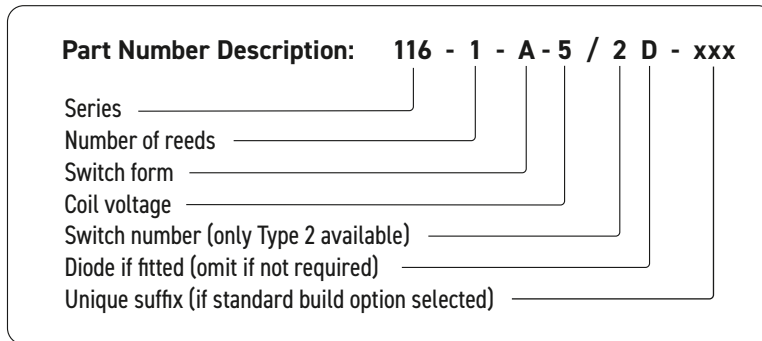 Part Number Description: 116 - 1 - A - 5 / 2 D - xxx
Series
Number of reeds
Switch form
Coil voltage
Switch number (only Type 2 available)
Diode if fitted (omit if not required)
Unique suffix (if standard build option selected)